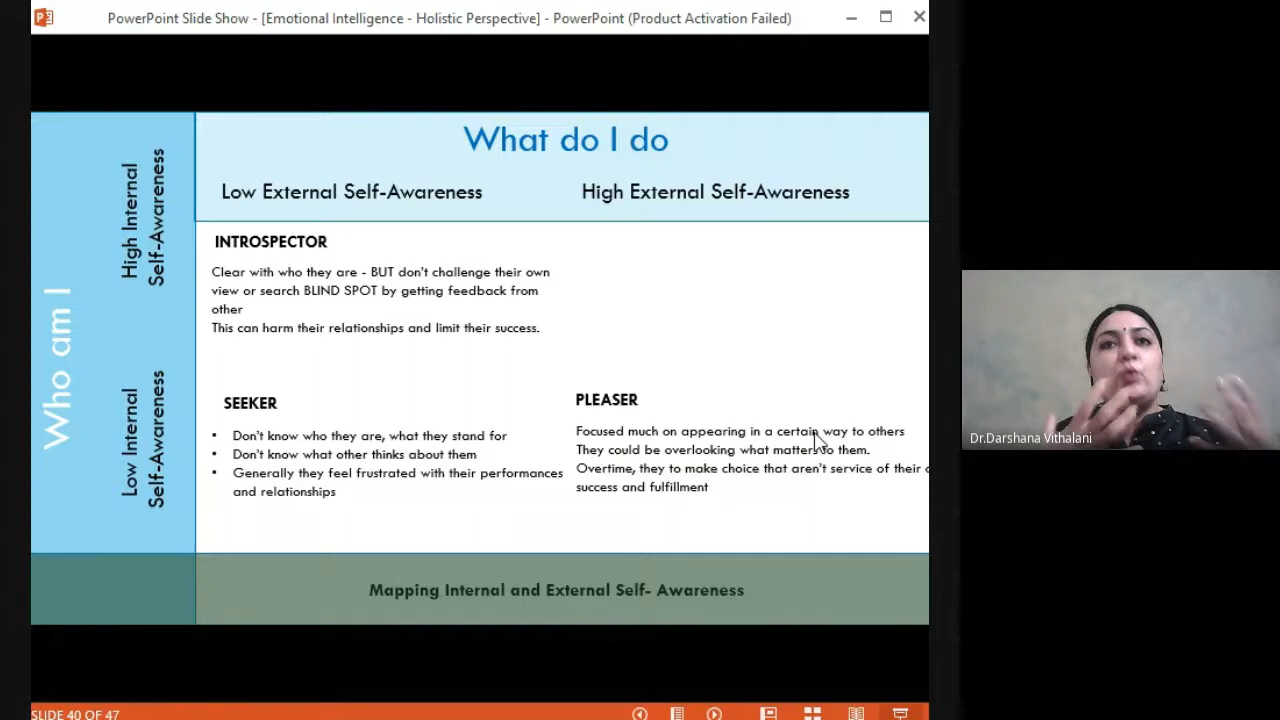 PowerPoint Slide Show - [Emotional Intelligence - Holistic Perspective] - PowerPoint (Product Activation Failed)
What do I do
Low External Self-Awareness
High External Self-Awareness
Who am I
High Internal
Self-Awareness
Low Internal
Self-Awareness
INTROSPECTOR
Clear with who they are - BUT don't challenge their own
view or search BLIND SPOT by getting feedback from
other
This can harm their relationships and limit their success.
SEEKER
• Don't know who they are, what they stand for
• Don't know what other thinks about them
• Generally they feel frustrated with their performances
and relationships
PLEASER
Focused much on appearing in a certain way to others
They could be overlooking what matters to them.
Overtime, they to make choice that aren't service of their
success and fulfillment
Mapping Internal and External Self- Awareness
Dr.Darshana Vithalani
SLIDE 40 OF 47